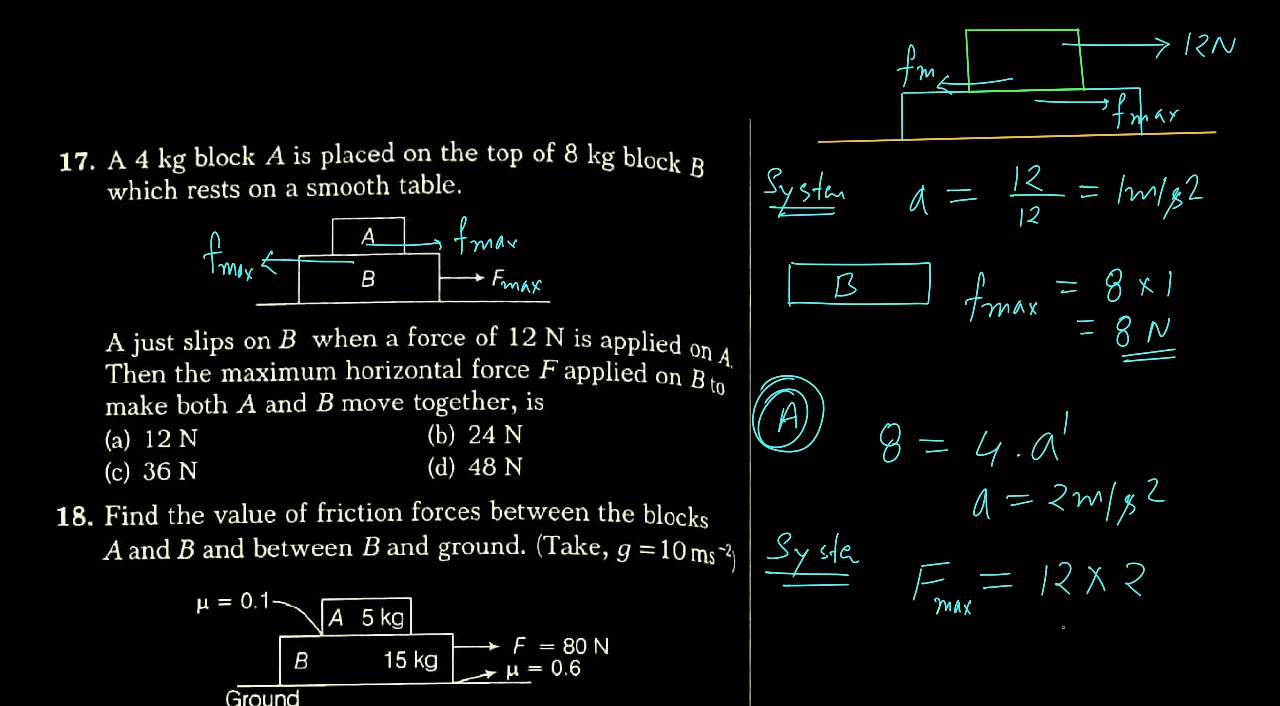 17. A 4 kg block A is placed on the top of 8 kg block B
which rests on a smooth table.
A
B
fmax
fmax
Fmax
A just slips on B when a force of 12 N is applied on A.
Then the maximum horizontal force F applied on B to
make both A and B move together, is
(a) 12 N
(b) 24 N
(c) 36 N
(d) 48 N
18. Find the value of friction forces between the blocks
A and B and between B and ground. (Take, g = 10 ms⁻²)
μ = 0.1
A 5 kg
B 15 kg
F = 80 N
μ = 0.6
Ground
12N
fm
fmax
System a = 12/12 = 1m/s²
B
fmax = 8 × 1
= 8 N
A
8 = 4 . a'
a = 2m/s²
Syste
Fmax = 12 × 2